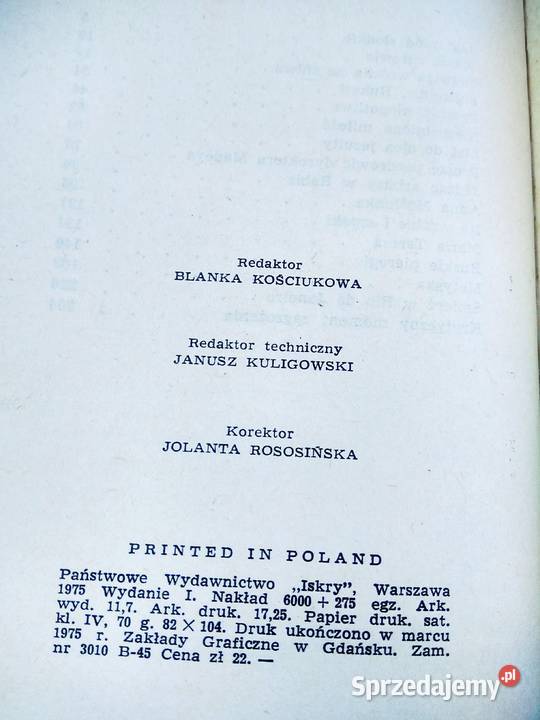 Redaktor
BLANKA KOŚCIUKOWA
Redaktor techniczny
JANUSZ KULIGOWSKI
Korektor
JOLANTA ROSOSIŃSKA
PRINTED IN POLAND
Państwowe Wydawnictwo „Iskry”, Warszawa
1975 Wydanie I. Nakład 6000 + 275 egz. Ark.
wyd. 11,7. Ark. druk. 17,25. Papier druk. sat.
kl. IV, 70 g. 82 × 104. Druk ukończono w marcu
1975 r. Zakłady Graficzne w Gdańsku. Zam.
nr 3010 B-45 Cena zł 22. —
Sprzedajemy.pl